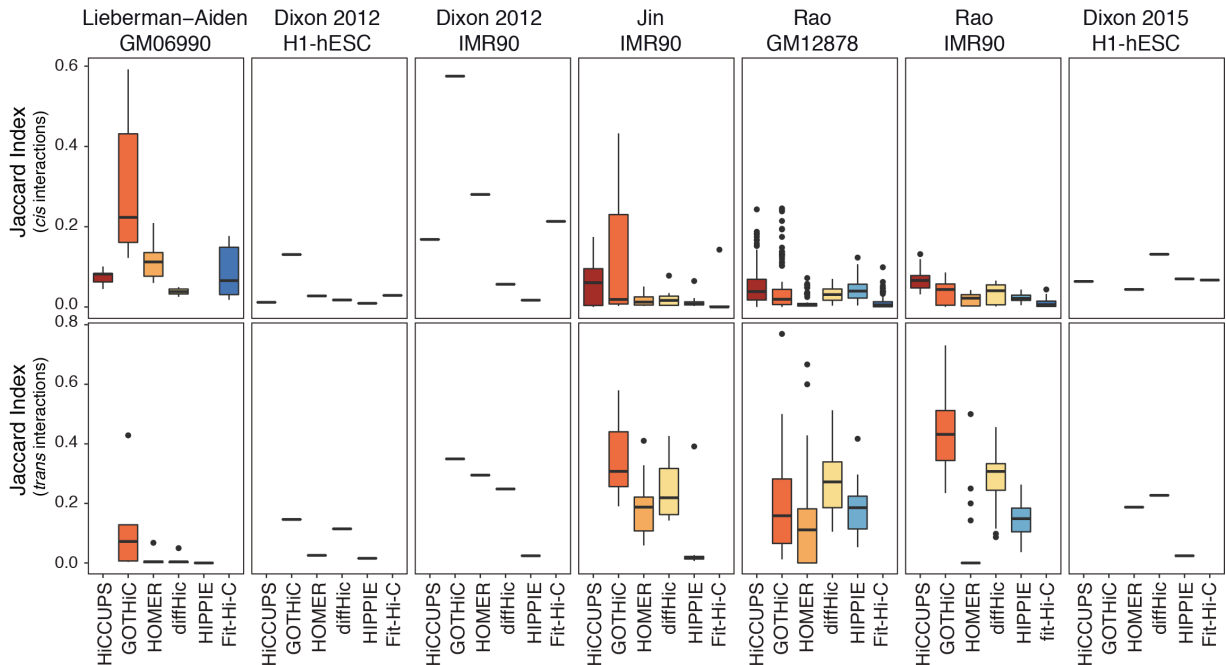 Lieberman−Aiden
GM06990
Dixon 2012
H1-hESC
Dixon 2012
IMR90
Jin
IMR90
Rao
GM12878
Rao
IMR90
Dixon 2015
H1-hESC
Jaccard Index
(cis interactions)
0.6
0.4
0.2
0.0
Jaccard Index
(trans interactions)
0.8
0.6
0.4
0.2
0.0
HiCCUPS
GOTHiC
HOMER
diffHic
HIPPIE
Fit-Hi-C
HiCCUPS
GOTHiC
HOMER
diffHic
HIPPIE
Fit-Hi-C
HiCCUPS
GOTHiC
HOMER
diffHic
HIPPIE
Fit-Hi-C
HiCCUPS
GOTHiC
HOMER
diffHic
HIPPIE
Fit-Hi-C
HiCCUPS
GOTHiC
HOMER
diffHic
HIPPIE
Fit-Hi-C
HiCCUPS
GOTHiC
HOMER
diffHic
HIPPIE
fit-Hi-C
HiCCUPS
GOTHiC
HOMER
diffHic
HIPPIE
Fit-Hi-C